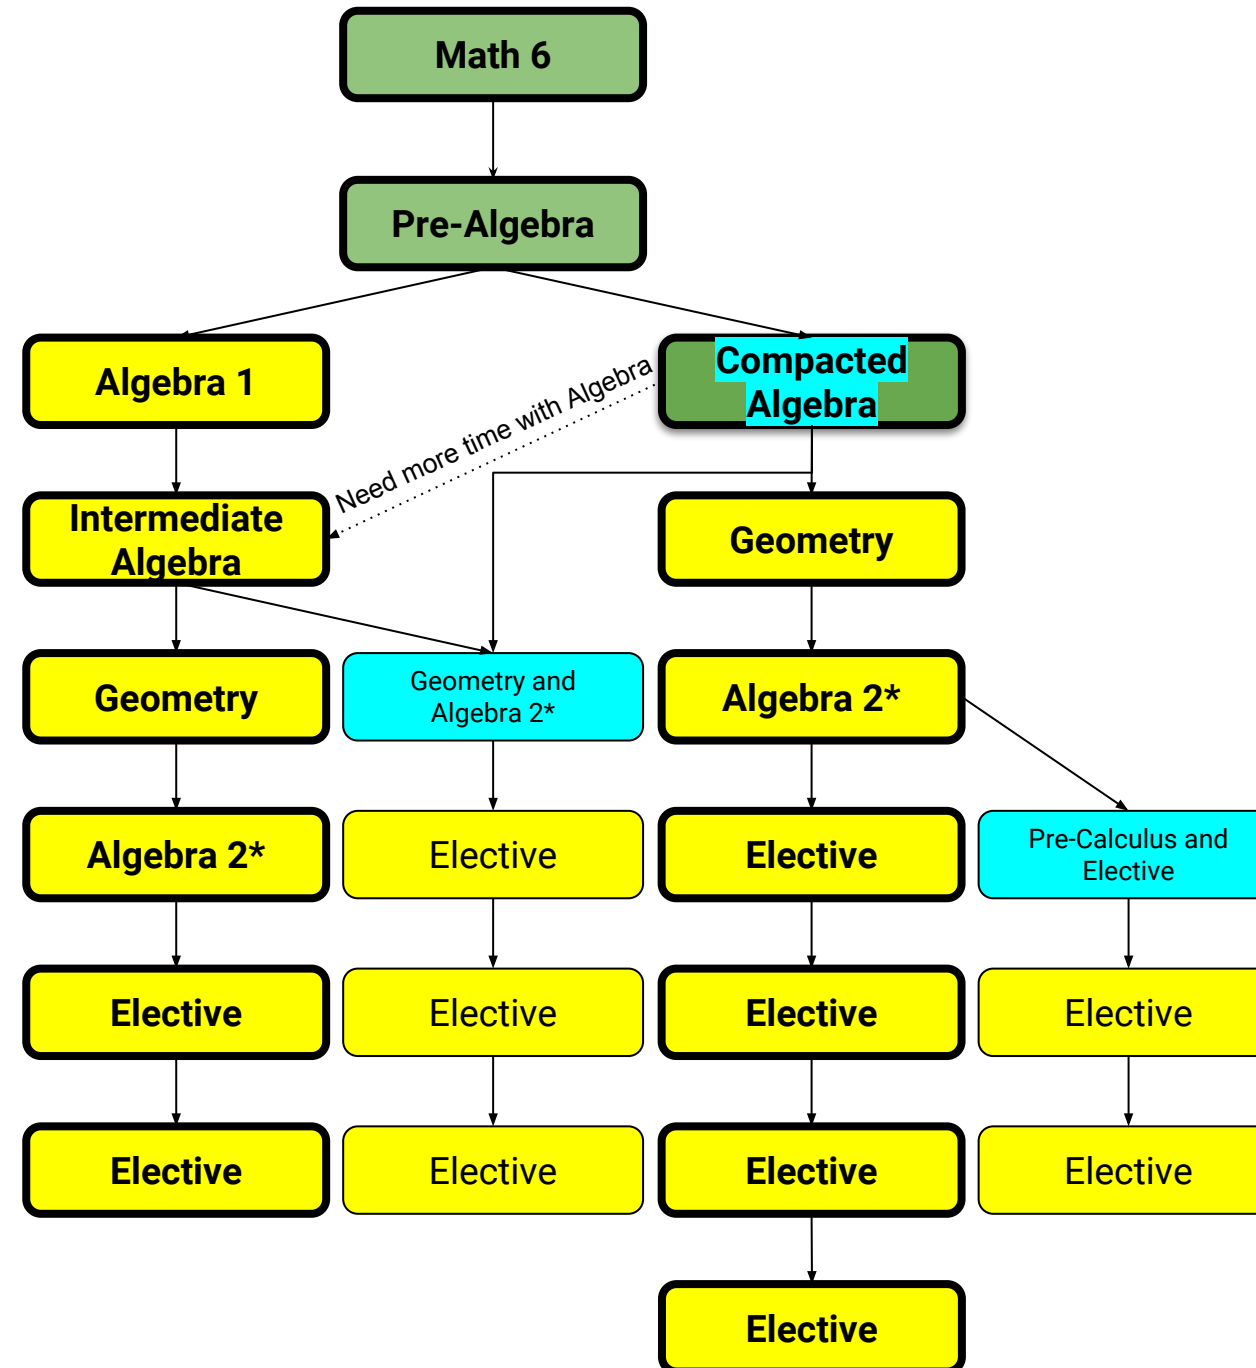 Math 6
Pre-Algebra
Algebra 1
Compacted
Algebra
Need more time with Algebra
Intermediate
Algebra
Geometry
Geometry
Geometry and
Algebra 2*
Algebra 2*
Algebra 2*
Elective
Elective
Pre-Calculus and
Elective
Elective
Elective
Elective
Elective
Elective
Elective
Elective
Elective
Elective